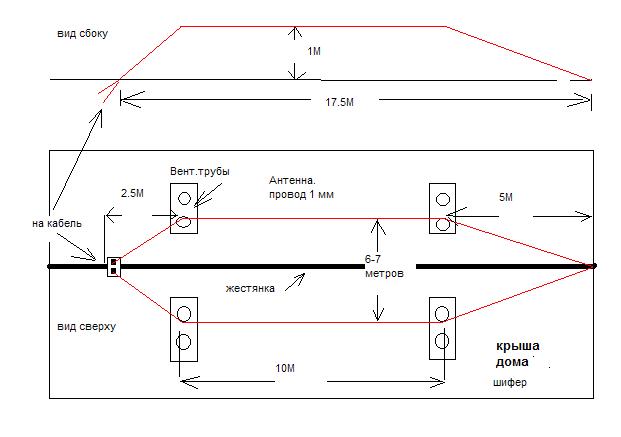 вид сбоку
1М
17.5М
Вент.трубы
Антенна.
провод 1 мм
2.5М
5М
на кабель
6-7
метров
жестянка
вид сверху
крыша
дома
шифер
10М